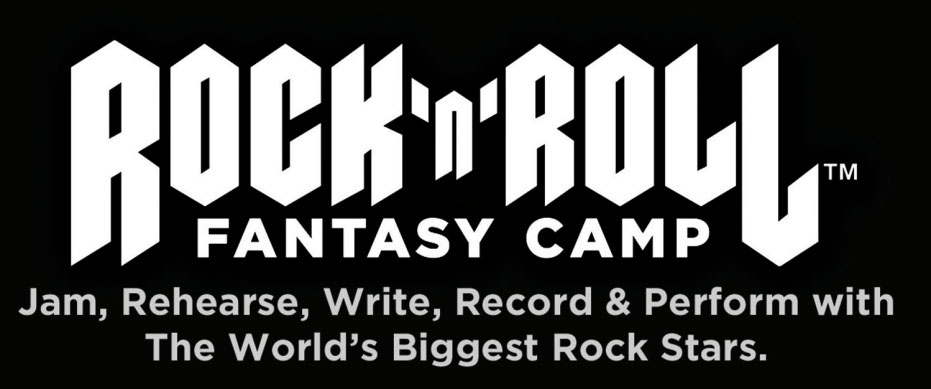 ROCK 'n' ROLL™
FANTASY CAMP
Jam, Rehearse, Write, Record & Perform with
The World’s Biggest Rock Stars.